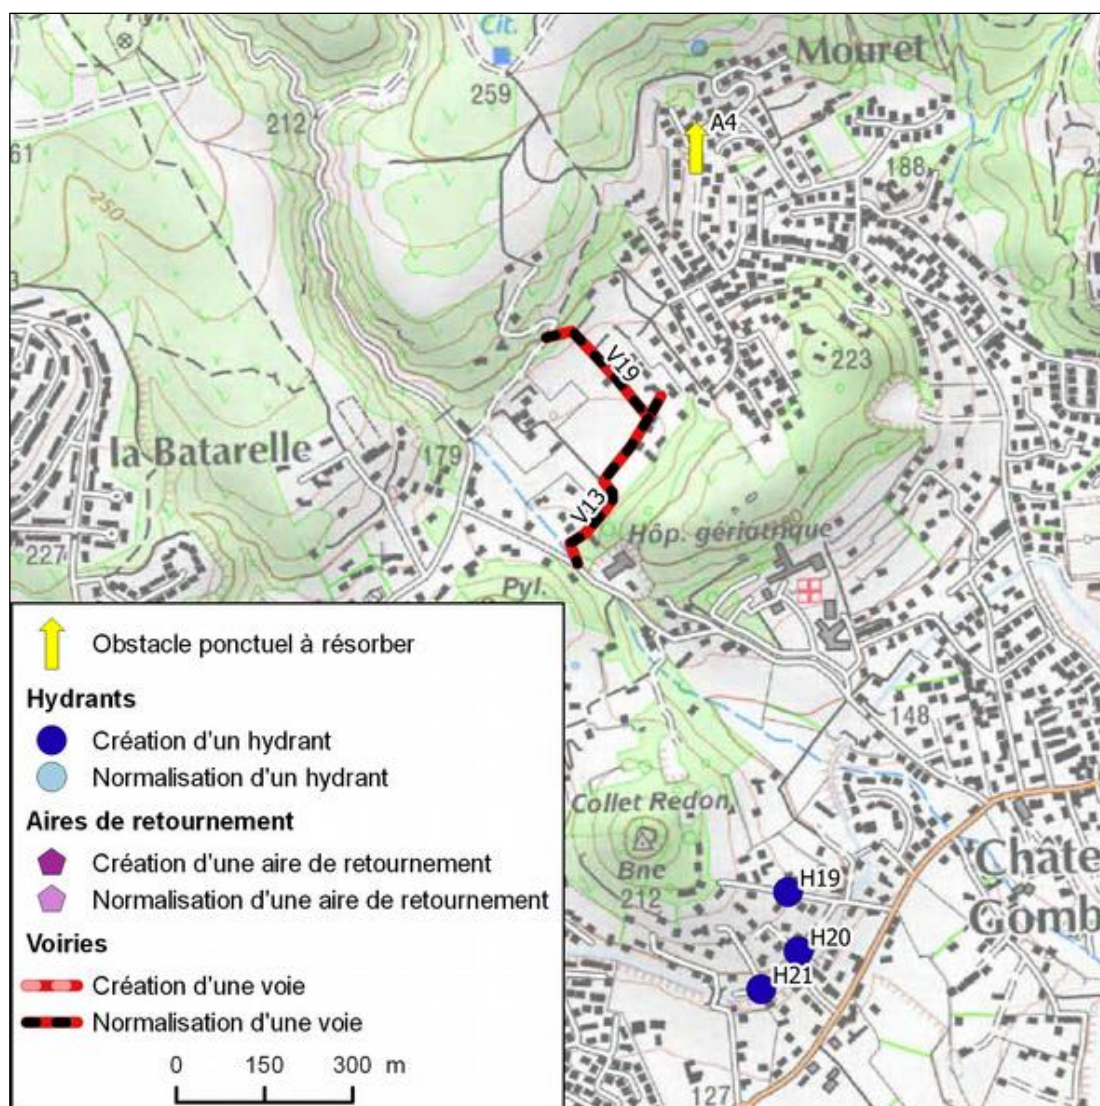 Cit.
Mouret
259
A4
212
61
188
250
223
V19
la Batarelle
179
V13
Hôp. gériatrique
227
Pyl.
148
Obstacle ponctuel à résorber
Hydrants
Création d'un hydrant
Normalisation d'un hydrant
Aires de retournement
Création d'une aire de retournement
Normalisation d'une aire de retournement
Voiries
Création d'une voie
Normalisation d'une voie
0 150 300 m
Collet Redon
Bne
212
H19
Châte
Gomb
H20
H21
127